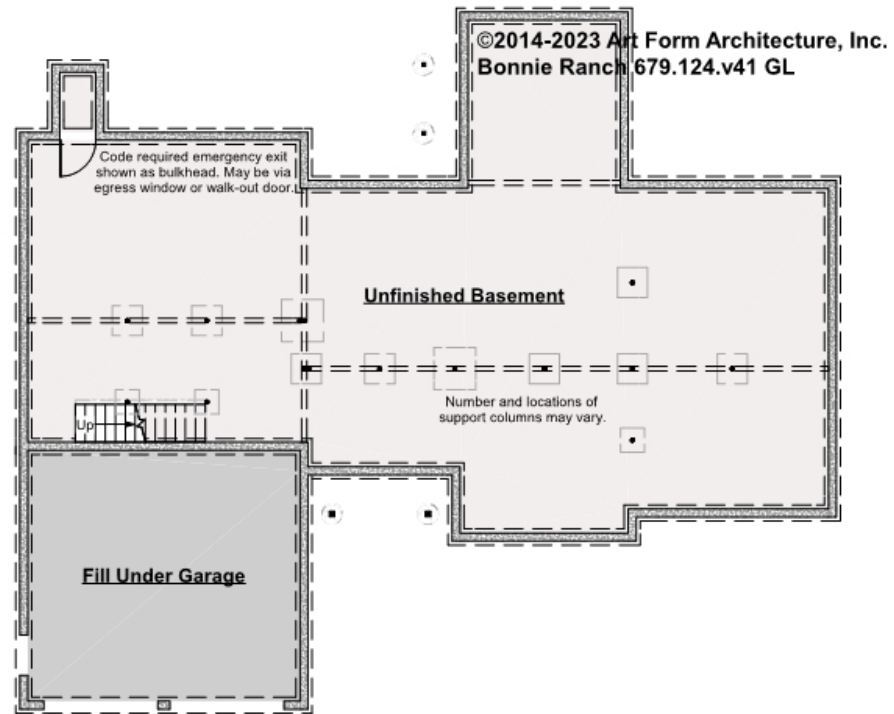 ©2014-2023 Art Form Architecture, Inc.
Bonnie Ranch 679.124.v41 GL
Code required emergency exit
shown as bulkhead. May be via
egress window or walk-out door.
Unfinished Basement
Number and locations of
support columns may vary.
Up
Fill Under Garage